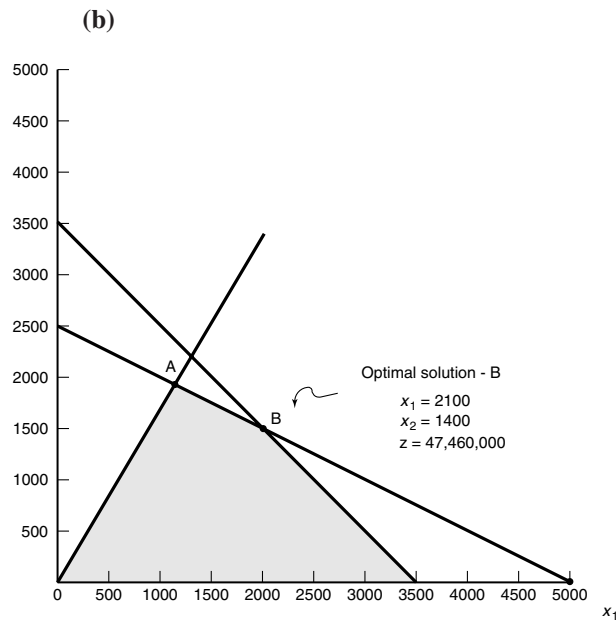 (b)
5000
4500
4000
3500
3000
2500
2000
1500
1000
500
A
B
Optimal solution - B
x₁ = 2100
x₂ = 1400
z = 47,460,000
0 500 1000 1500 2000 2500 3000 3500 4000 4500 5000
x₁